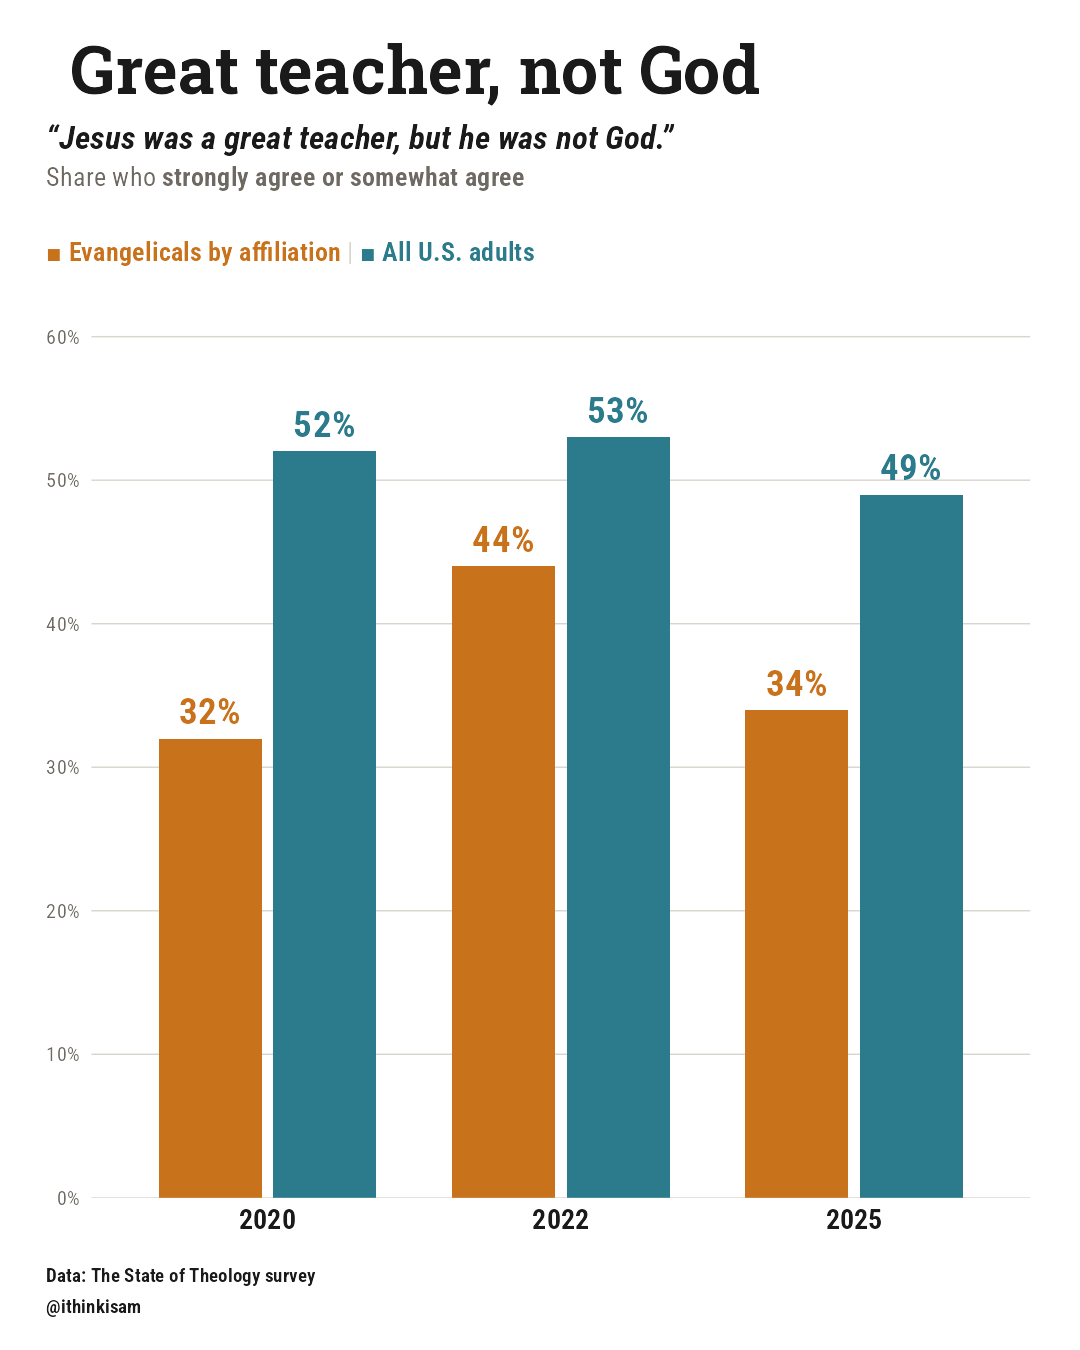 Great teacher, not God
“Jesus was a great teacher, but he was not God.”
Share who strongly agree or somewhat agree
■ Evangelicals by affiliation | ■ All U.S. adults
60%
50%
40%
30%
20%
10%
0%
32%
52%
44%
53%
34%
49%
2020
2022
2025
Data: The State of Theology survey
@ithinkisam